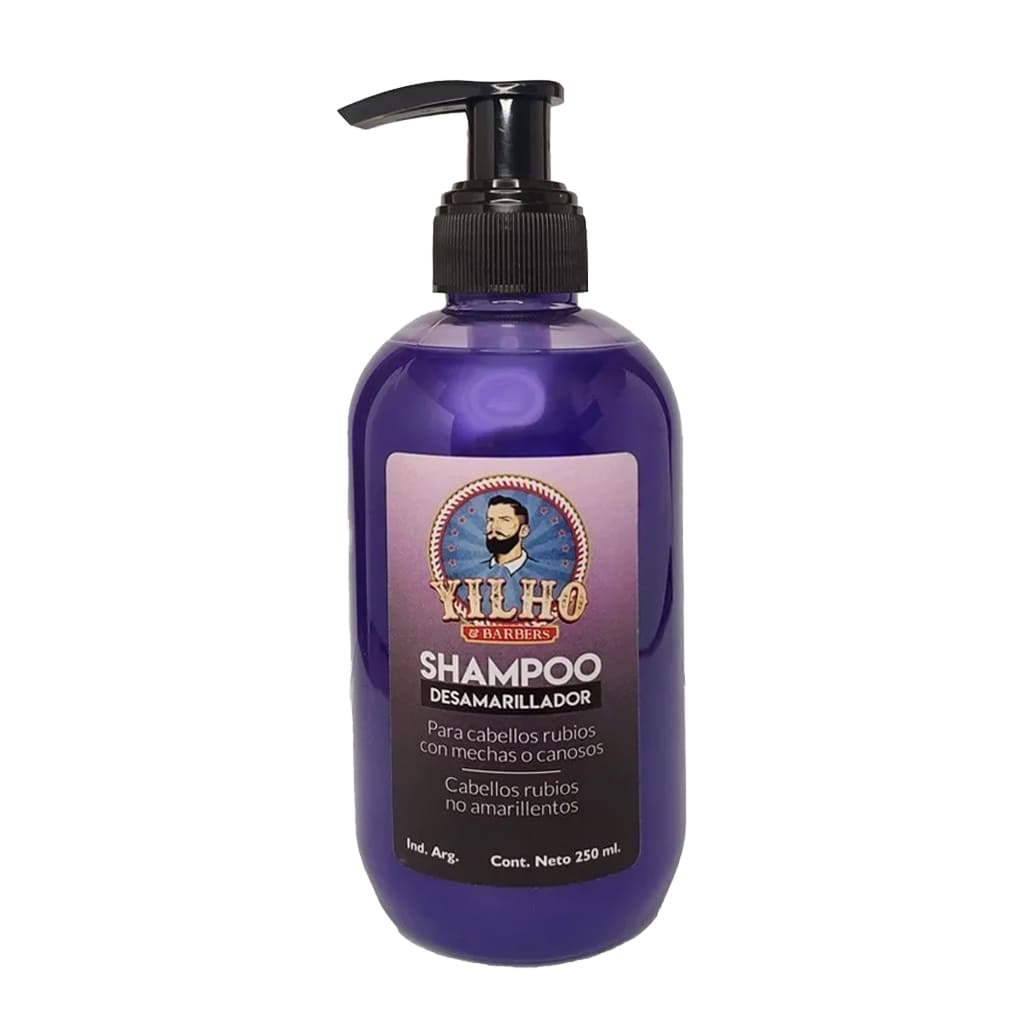 YILHO
& BARBERS
SHAMPOO
DESAMARILLADOR
Para cabellos rubios
con mechas o canosos
Cabellos rubios
no amarillentos
Ind. Arg. Cont. Neto 250 ml.